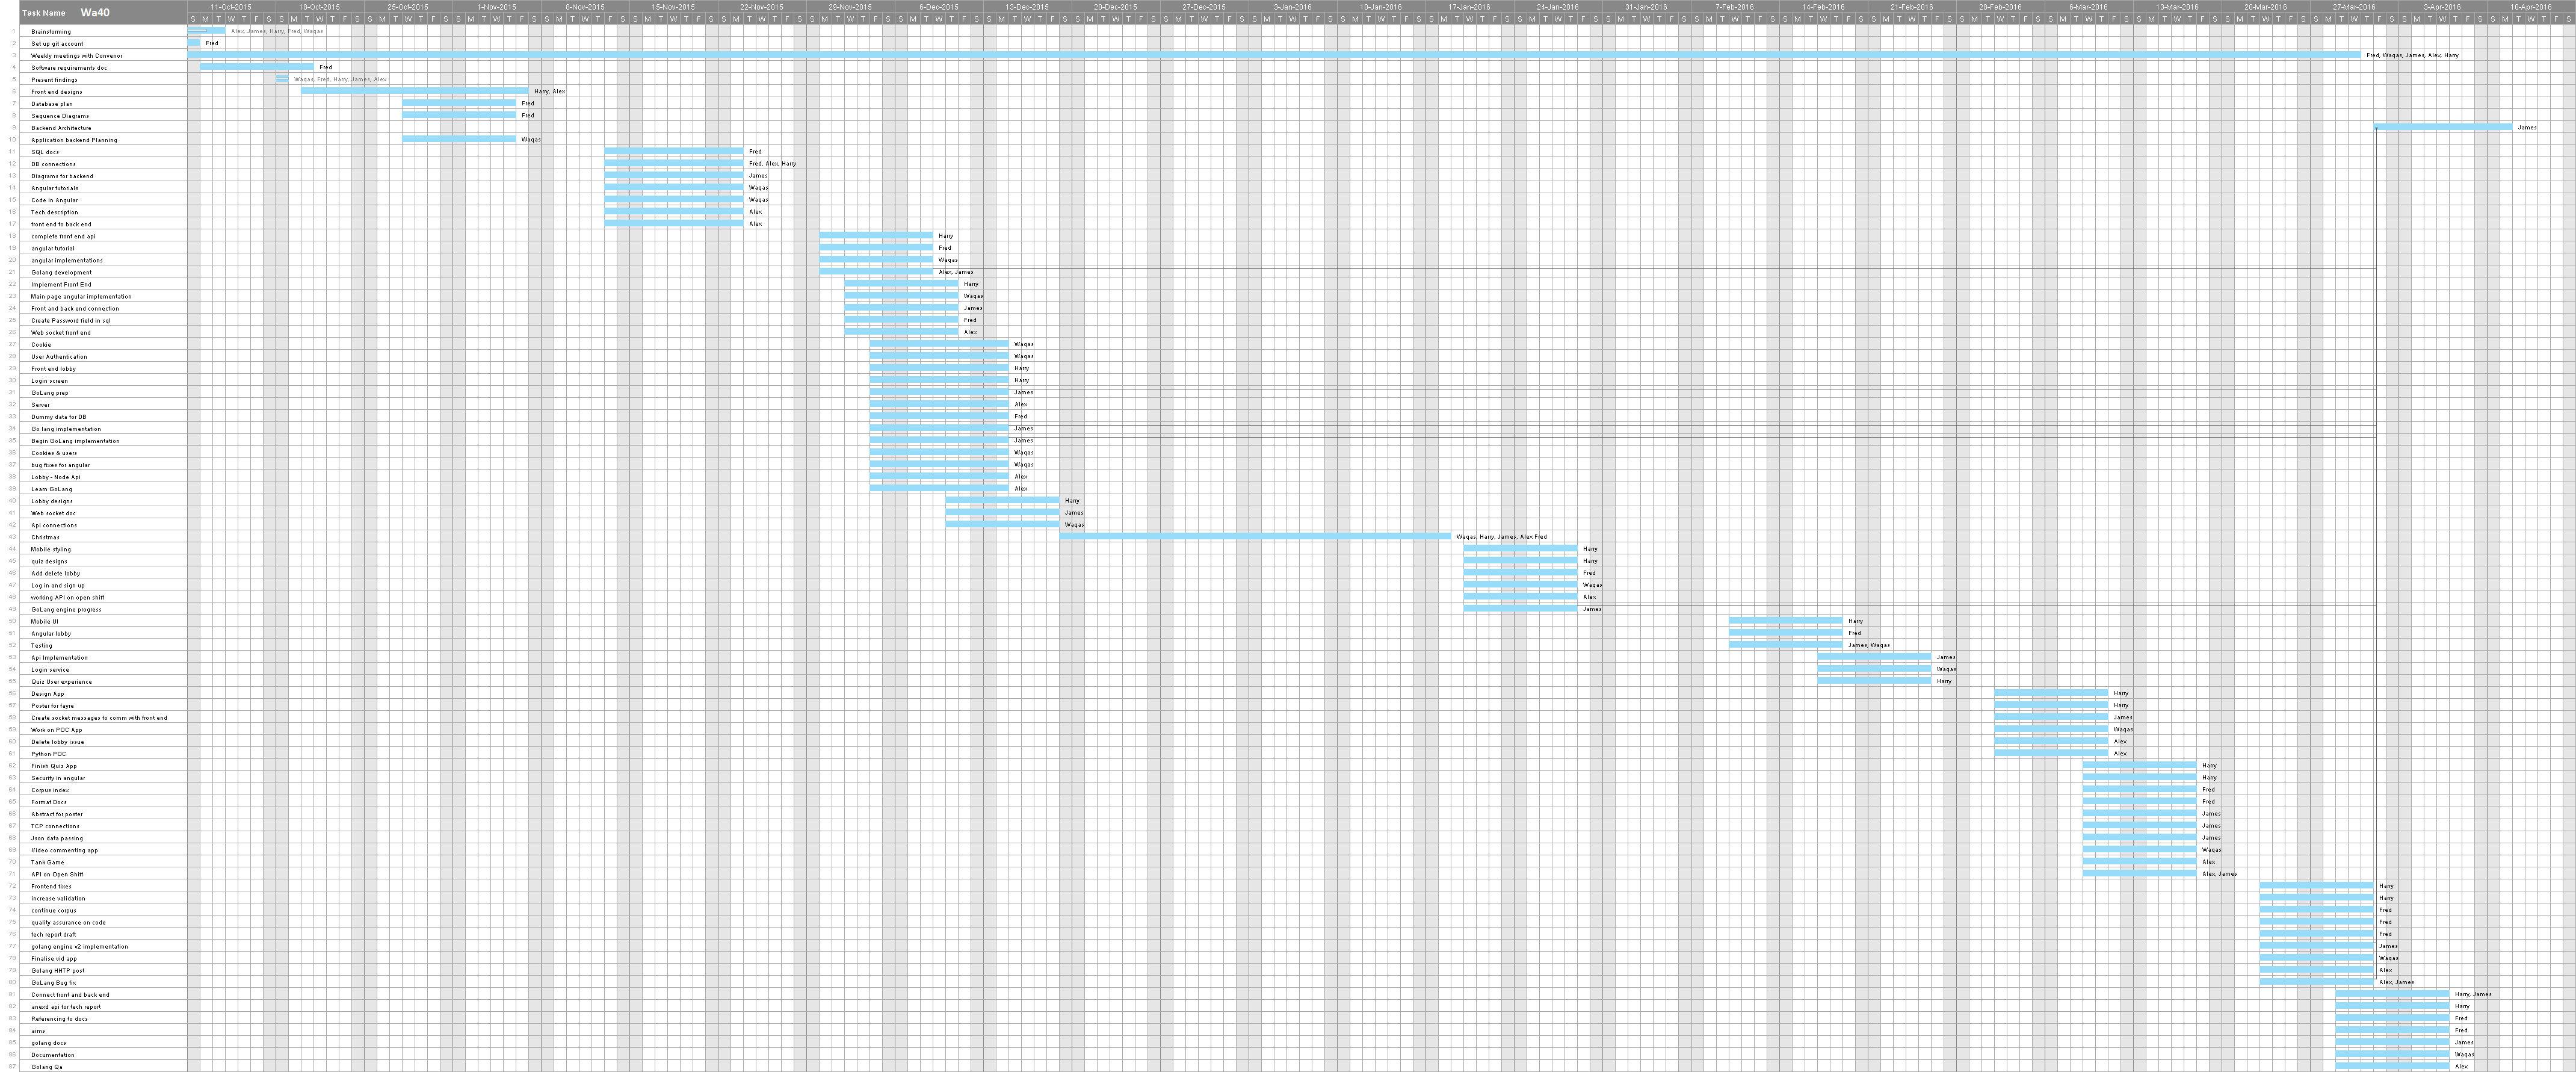 Task Name Wa40
11-Oct-2015 18-Oct-2015 25-Oct-2015 1-Nov-2015 8-Nov-2015 15-Nov-2015 22-Nov-2015 29-Nov-2015 6-Dec-2015 13-Dec-2015 20-Dec-2015 27-Dec-2015 3-Jan-2016 10-Jan-2016 17-Jan-2016 24-Jan-2016 31-Jan-2016 7-Feb-2016 14-Feb-2016 21-Feb-2016 28-Feb-2016 6-Mar-2016 13-Mar-2016 20-Mar-2016 27-Mar-2016 3-Apr-2016 10-Apr-2016
1 Brainstorming Alex, James, Harry, Fred, Waqas
2 Set up git account Fred
3 Weekly meetings with Convenor Fred, Waqas, James, Alex, Harry
4 Software requirements doc Fred
5 Present findings Waqas, Fred, Harry, James, Alex
6 Front end designs Harry, Alex
7 Database plan Fred
8 Sequence Diagrams Fred
9 Backend Architecture James
10 Application backend Planning Waqas
11 SQL docs Fred
12 DB connections Fred, Alex, Harry
13 Diagrams for backend James
14 Angular tutorials Waqas
15 Code in Angular Waqas
16 Tech description Alex
17 front end to back end Alex
18 complete front end api Harry
19 angular tutorial Fred
20 angular implementations Waqas
21 Golang development Alex, James
22 Implement Front End Harry
23 Main page angular implementation Waqas
24 Front and back end connection James
25 Create Password field in sql Fred
26 Web socket front end Alex
27 Cookie Waqas
28 User Authentication Waqas
29 Front end lobby Harry
30 Login screen Harry
31 GoLang prep James
32 Server Alex
33 Dummy data for DB Fred
34 Go lang implementation James
35 Begin GoLang implementation James
36 Cookies & users Waqas
37 bug fixes for angular Waqas
38 Lobby - Node Api Alex
39 Learn GoLang Alex
40 Lobby designs Harry
41 Web socket doc James
42 Api connections Waqas
43 Christmas Waqas, Harry, James, Alex Fred
44 Mobile styling Harry
45 quiz designs Harry
46 Add delete lobby Fred
47 Log in and sign up Waqas
48 working API on open shift Alex
49 GoLang engine progress James
50 Mobile UI Harry
51 Angular lobby Fred
52 Testing James, Waqas
53 Api Implementation James
54 Login service Waqas
55 Quiz User experience Harry
56 Design App Harry
57 Poster for fayre Harry
58 Create socket messages to comm with front end James
59 Work on POC App Waqas
60 Delete lobby issue Alex
61 Python POC Alex
62 Finish Quiz App Harry
63 Security in angular Harry
64 Corpus index Fred
65 Format Docs Fred
66 Abstract for poster James
67 TCP connections James
68 Json data passing James
69 Video commenting app Waqas
70 Tank Game Alex
71 API on Open Shift Alex, James
72 Frontend fixes Harry
73 increase validation Harry
74 continue corpus Fred
75 quality assurance on code Fred
76 tech report draft Fred
77 golang engine v2 implementation James
78 Finalise vid app Waqas
79 Golang HHTP post Alex
80 GoLang Bug fix Alex, James
81 Connect front and back end Harry, James
82 anexd api for tech report Harry
83 Referencing to docs Fred
84 aims Fred
85 golang docs James
86 Documentation Waqas
87 Golang Qa Alex